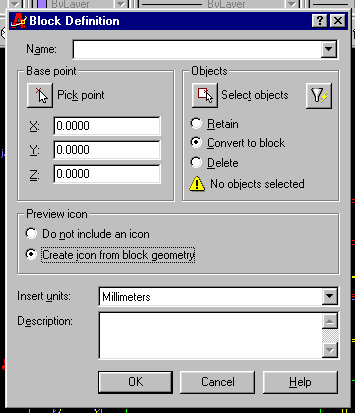 ByLayer
ByLayer
Block Definition
Name:
Base point
Pick point
X: 0.0000
Y: 0.0000
Z: 0.0000
Objects
Select objects
Retain
Convert to block
Delete
No objects selected
Preview icon
Do not include an icon
Create icon from block geometry
Insert units: Millimeters
Description:
OK Cancel Help